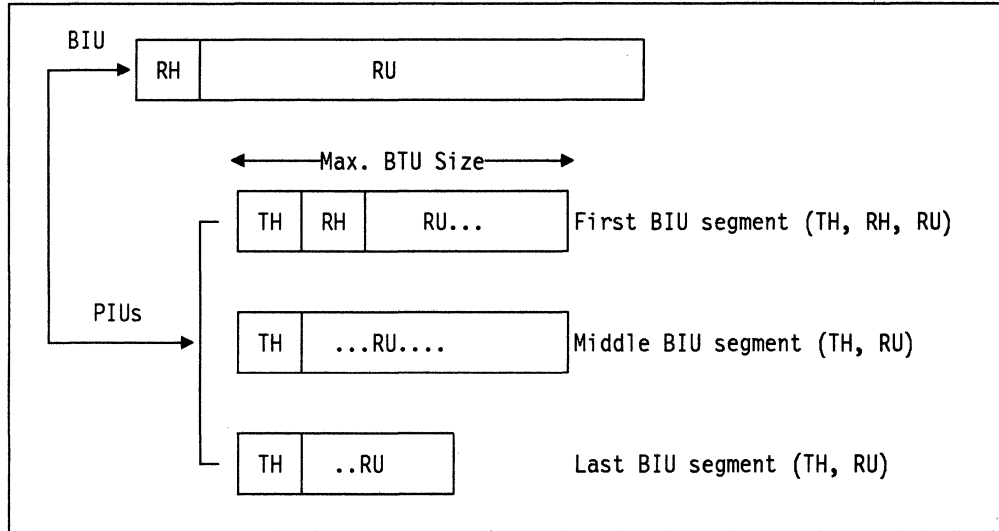 BIU
RH RU
Max. BTU Size
TH RH RU... First BIU segment (TH, RH, RU)
PIUs
TH ...RU.... Middle BIU segment (TH, RU)
TH ..RU Last BIU segment (TH, RU)